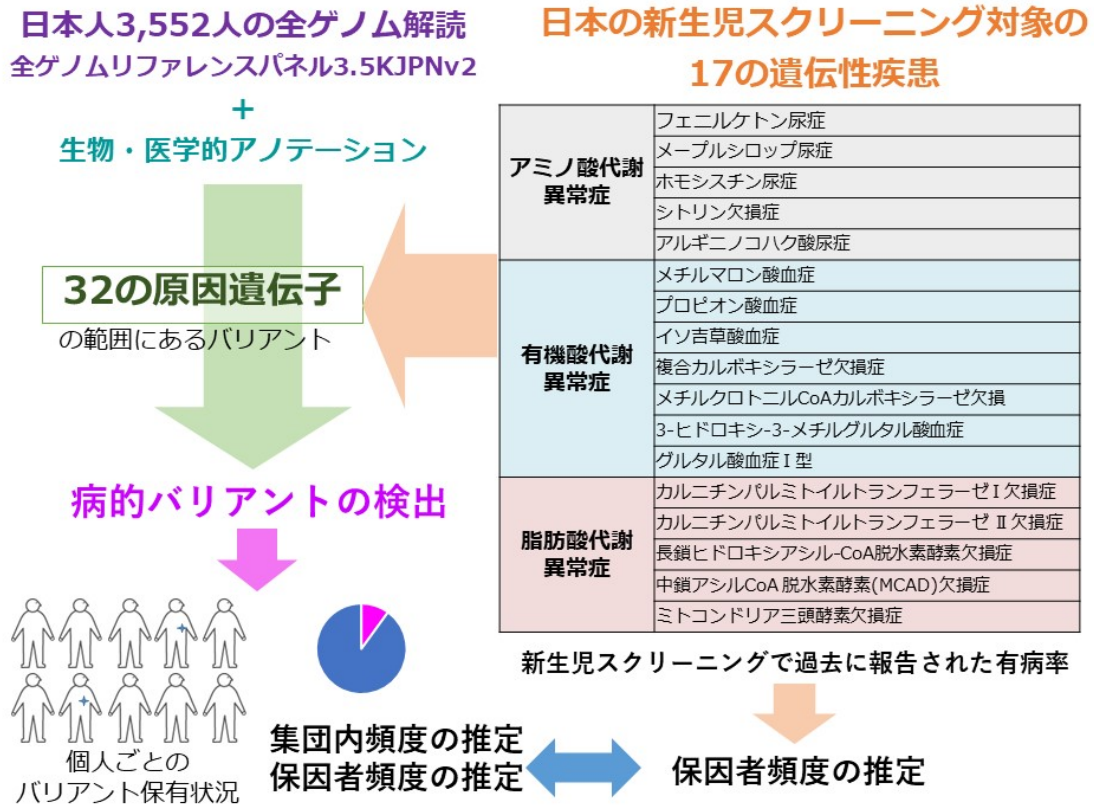 日本人3,552人の全ゲノム解読
全ゲノムリファレンスパネル3.5KJPNv2
+
生物・医学的アノテーション
32の原因遺伝子
の範囲にあるバリアント
病的バリアントの検出
個人ごとの
バリアント保有状況
集団内頻度の推定
保因者頻度の推定
日本の新生児スクリーニング対象の
17の遺伝性疾患
アミノ酸代謝
異常症
フェニルケトン尿症
メープルシロップ尿症
ホモシスチン尿症
シトリン欠損症
アルギニノコハク酸尿症
有機酸代謝
異常症
メチルマロン酸血症
プロピオン酸血症
イソ吉草酸血症
複合カルボキシラーゼ欠損症
メチルクロトニルCoAカルボキシラーゼ欠損
3-ヒドロキシ-3-メチルグルタル酸血症
グルタル酸血症Ⅰ型
脂肪酸代謝
異常症
カルニチンパルミトイルトランフェラーゼⅠ欠損症
カルニチンパルミトイルトランフェラーゼ Ⅱ欠損症
長鎖ヒドロキシアシル-CoA脱水素酵素欠損症
中鎖アシルCoA 脱水素酵素(MCAD)欠損症
ミトコンドリア三頭酵素欠損症
新生児スクリーニングで過去に報告された有病率
保因者頻度の推定